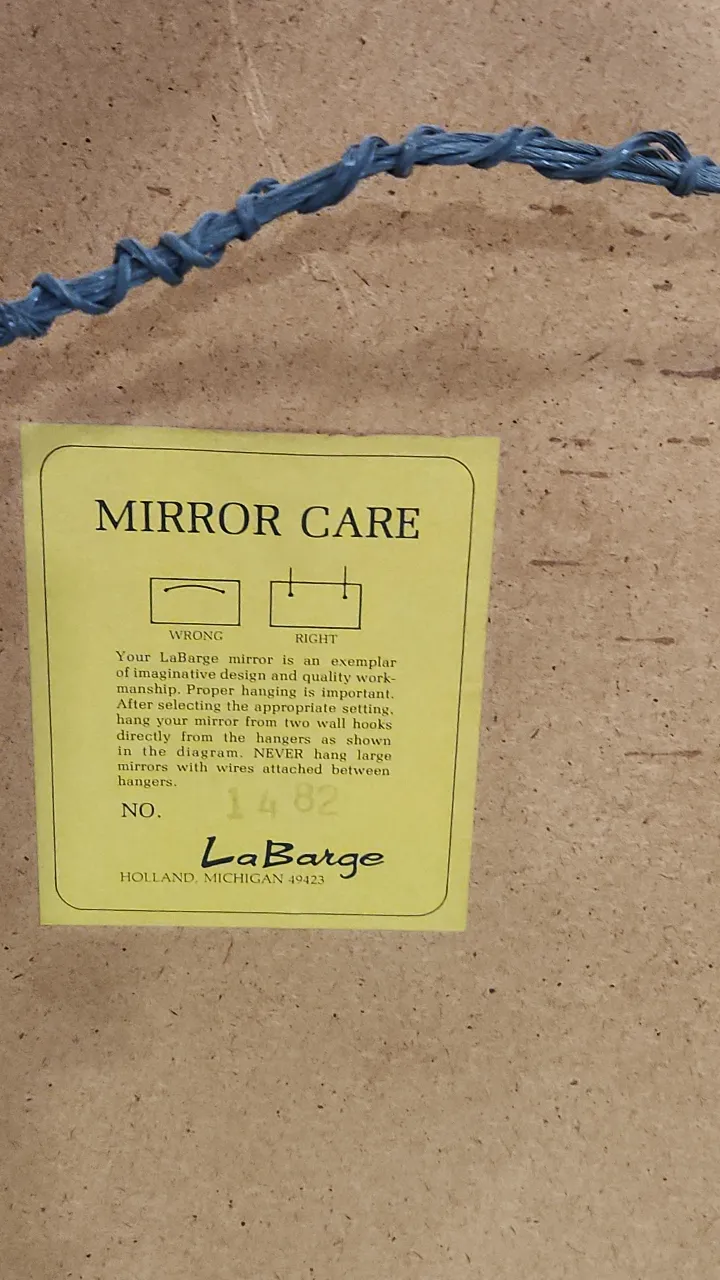 MIRROR CARE
WRONG RIGHT
Your LaBarge mirror is an exemplar
of imaginative design and quality work-
manship. Proper hanging is important.
After selecting the appropriate setting,
hang your mirror from two wall hooks
directly from the hangers as shown
in the diagram. NEVER hang large
mirrors with wires attached between
hangers.
NO. 1482
LaBarge
HOLLAND, MICHIGAN 49423